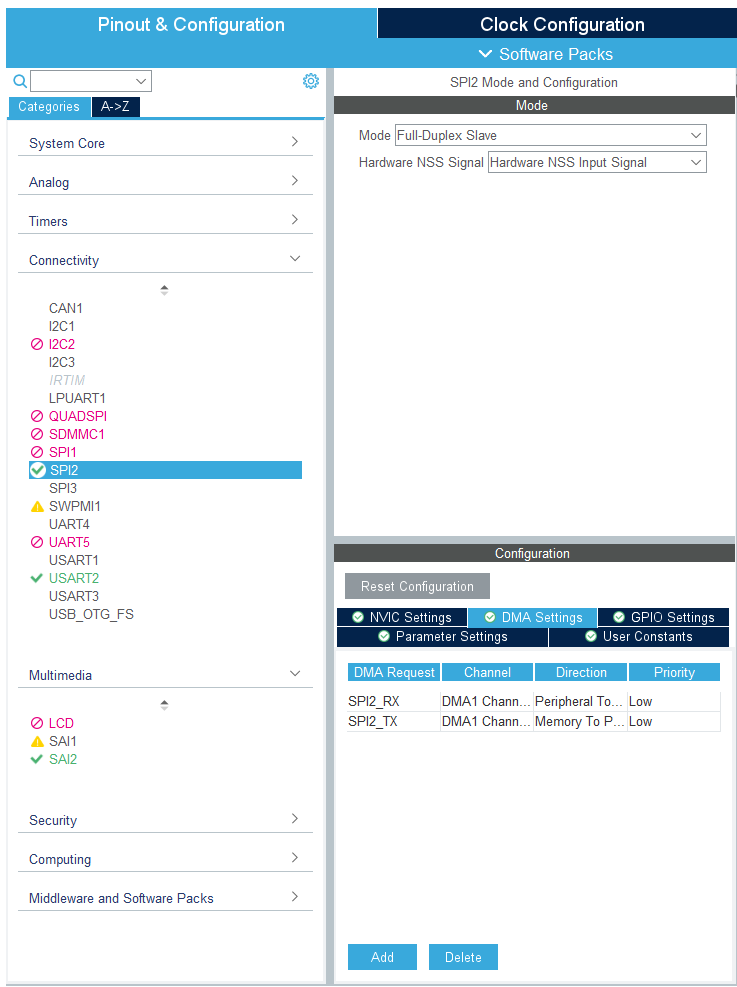 Pinout & Configuration
Clock Configuration
Software Packs
Categories
A->Z
System Core
Analog
Timers
Connectivity
CAN1
I2C1
I2C2
I2C3
IRTIM
LPUART1
QUADSPI
SDMMC1
SPI1
SPI2
SPI3
SWPMI1
UART4
UART5
USART1
USART2
USART3
USB_OTG_FS
Multimedia
LCD
SAI1
SAI2
Security
Computing
Middleware and Software Packs
SPI2 Mode and Configuration
Mode
Mode Full-Duplex Slave
Hardware NSS Signal Hardware NSS Input Signal
Configuration
Reset Configuration
NVIC Settings DMA Settings GPIO Settings
Parameter Settings User Constants
DMA Request Channel Direction Priority
SPI2_RX DMA1 Chann... Peripheral To... Low
SPI2_TX DMA1 Chann... Memory To P... Low
Add Delete